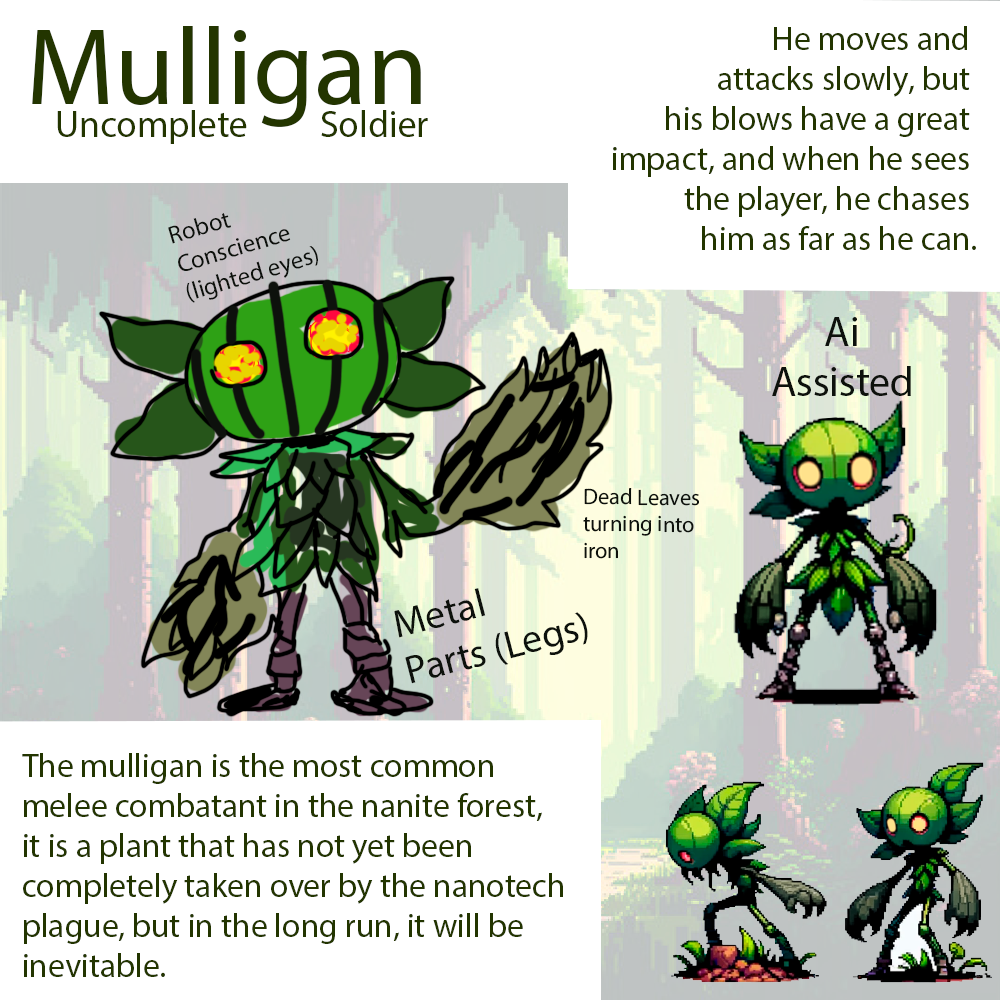 Mulligan
Uncomplete Soldier
He moves and
attacks slowly, but
his blows have a great
impact, and when he sees
the player, he chases
him as far as he can.
Robot
Conscience
(lighted eyes)
Ai
Assisted
Dead Leaves
turning into
iron
Metal
Parts (Legs)
The mulligan is the most common
melee combatant in the nanite forest,
it is a plant that has not yet been
completely taken over by the nanotech
plague, but in the long run, it will be
inevitable.